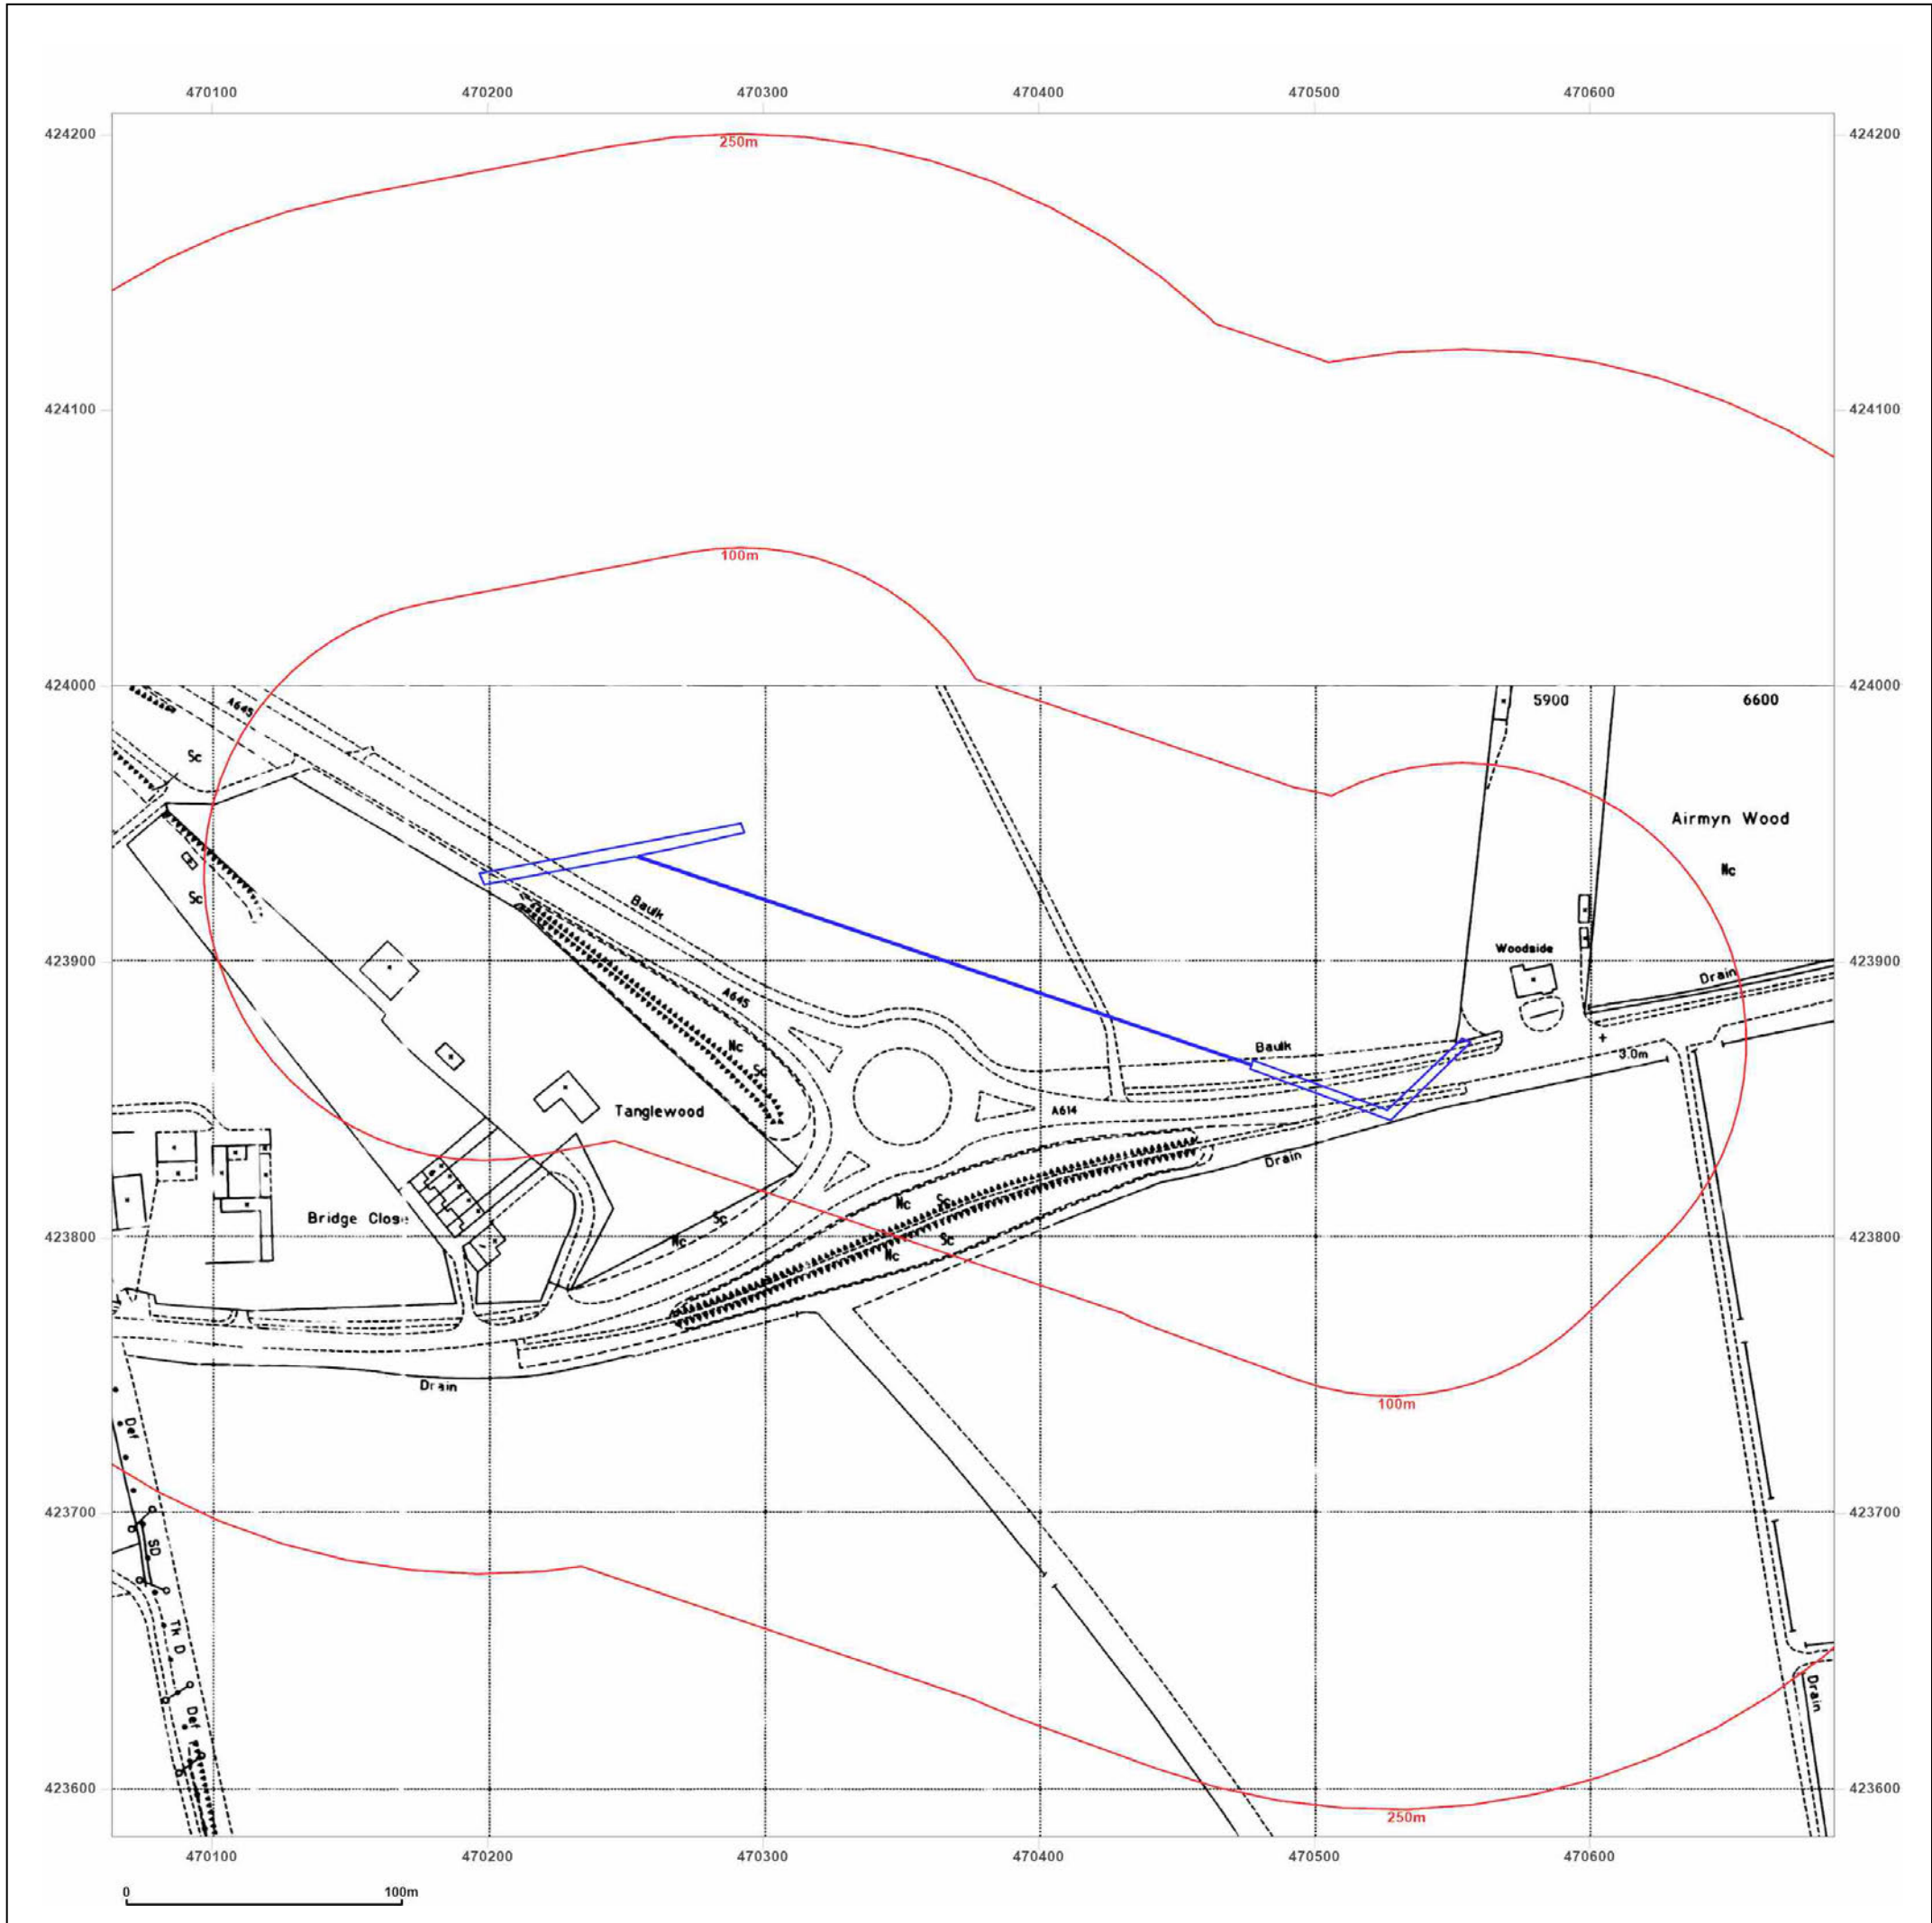 470100 470200 470300 470400 470500 470600
424200 250m 424200
424100 424100
100m
424000 424000
5900 6600
A645
Sc
Airmyn Wood
Nc
Sc
Baulk
Woodside
423900 423900
Drain
A645
Nc
Baulk
3.0m
Sc
Tanglewood
A614
Drain
Nc Sc
Bridge Close
Sc
Nc
Sc
Nc
423800 423800
Drain
100m
Def
423700 423700
SD
Tk D
Def
Drain
423600 423600
250m
470100 470200 470300 470400 470500 470600
0 100m